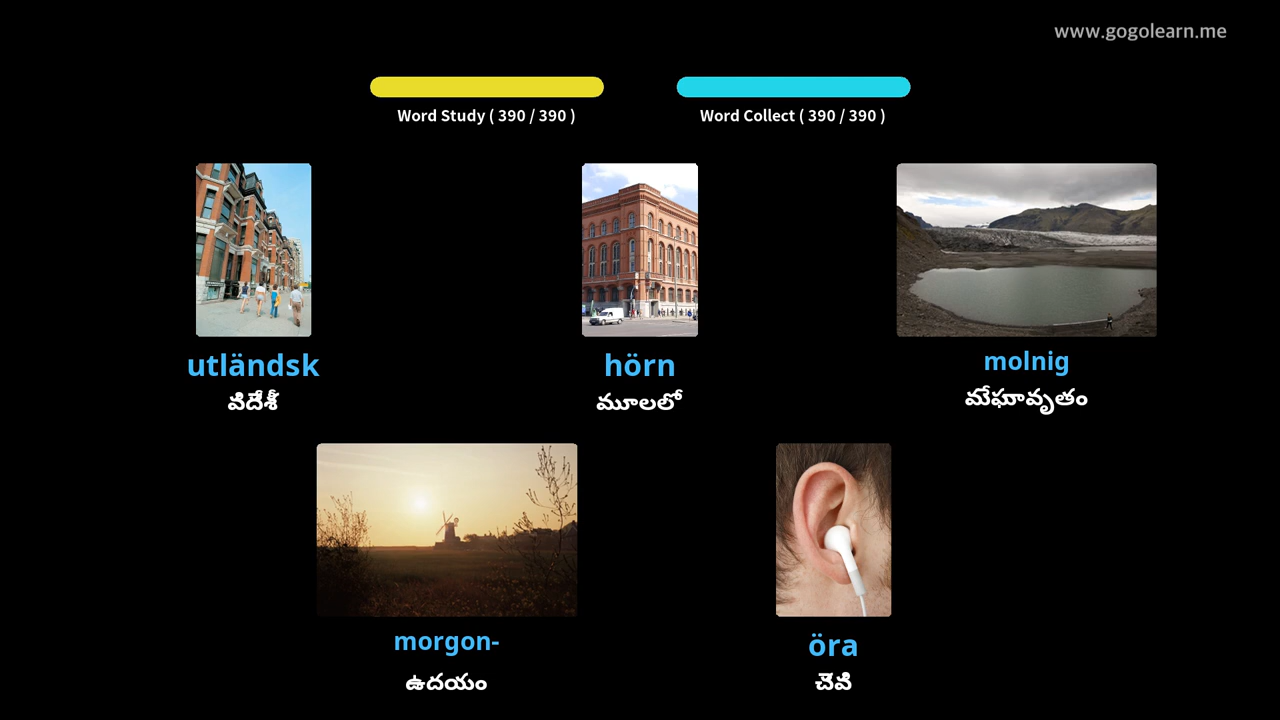 www.gogolearn.me
Word Study ( 390 / 390 )
Word Collect ( 390 / 390 )
utländsk
విదేశీ
hörn
మూలలో
molnig
మేఘావృతం
morgon-
ఉదయం
öra
చెవి